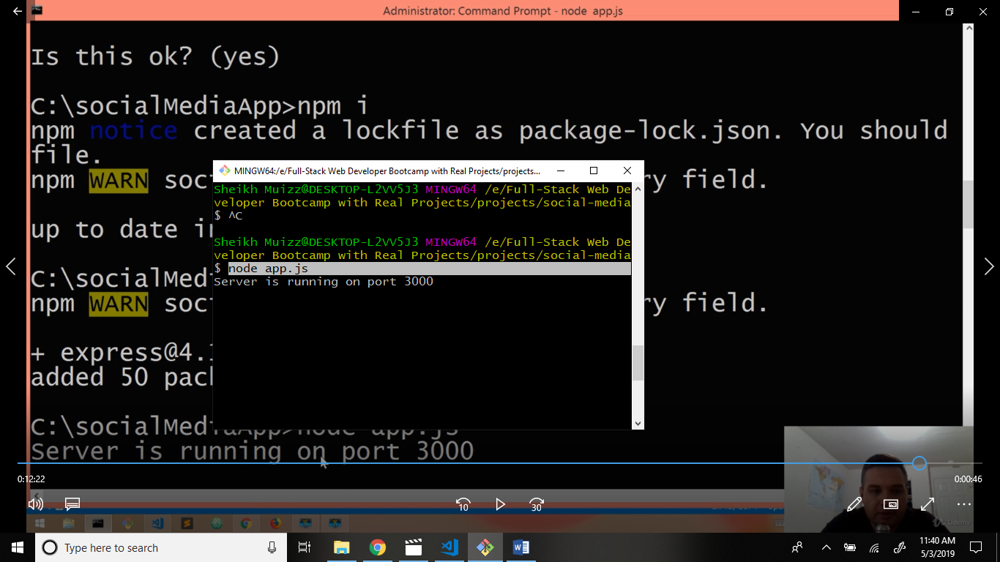 Administrator: Command Prompt - node app.js
Is this ok? (yes)
C:\socialMediaApp>npm i
npm notice created a lockfile as package-lock.json. You should
file.
npm WARN soc ry field.
up to date in
C:\socialMed
npm WARN soc ry field.
+ express@4.
added 50 pac
C:\socialMediaApp>node app.js
Server is running on port 3000
MINGW64:/e/Full-Stack Web Developer Bootcamp with Real Projects/projects...
Sheikh Muizz@DESKTOP-L2VV5J3 MINGW64 /e/Full-Stack Web De
veloper Bootcamp with Real Projects/projects/social-media
$ ^C
Sheikh Muizz@DESKTOP-L2VV5J3 MINGW64 /e/Full-Stack Web De
veloper Bootcamp with Real Projects/projects/social-media
$ node app.js
Server is running on port 3000
0:12:22
0:00:46
10
30
Udemy
Type here to search
11:40 AM
5/3/2019